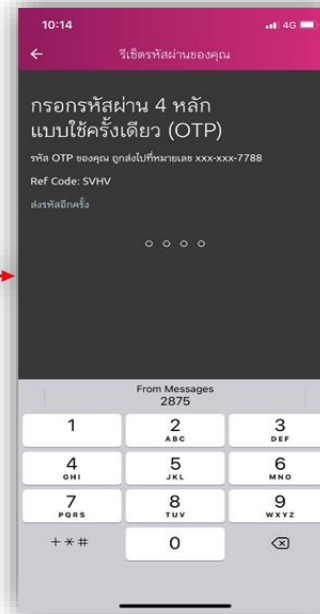 10:14
4G
รีเซ็ตรหัสผ่านของคุณ
กรอกรหัสผ่าน 4 หลัก
แบบใช้ครั้งเดียว (OTP)
รหัส OTP ของคุณ ถูกส่งไปที่หมายเลข xxx-xxx-7788
Ref Code: SVHV
ส่งรหัสอีกครั้ง
From Messages
2875
1 2 3
ABC DEF
4 5 6
GHI JKL MNO
7 8 9
PQRS TUV WXYZ
+*# 0